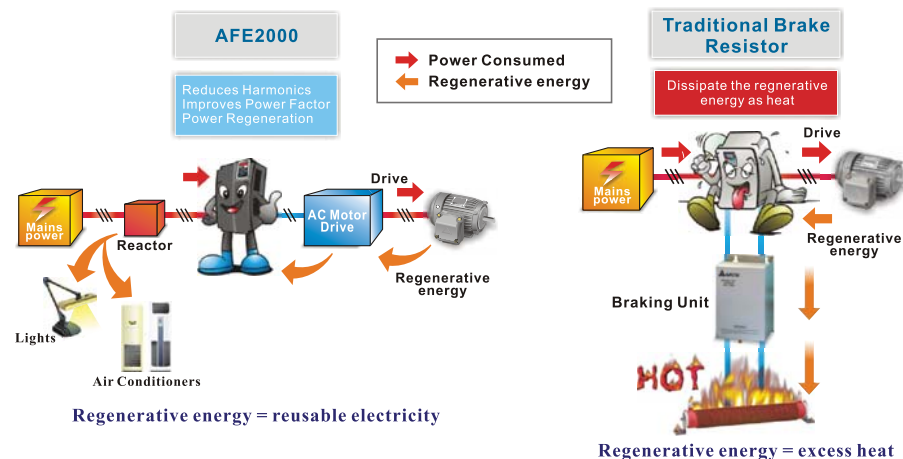 AFE2000
Reduces Harmonics
Improves Power Factor
Power Regeneration
Power Consumed
Regenerative energy
Traditional Brake
Resistor
Dissipate the regnerative
energy as heat
Mains
power
Reactor
AC Motor
Drive
Drive
Regenerative
energy
Lights
Air Conditioners
Regenerative energy = reusable electricity
Mains
power
Drive
Regenerative
energy
Braking Unit
HOT
Regenerative energy = excess heat